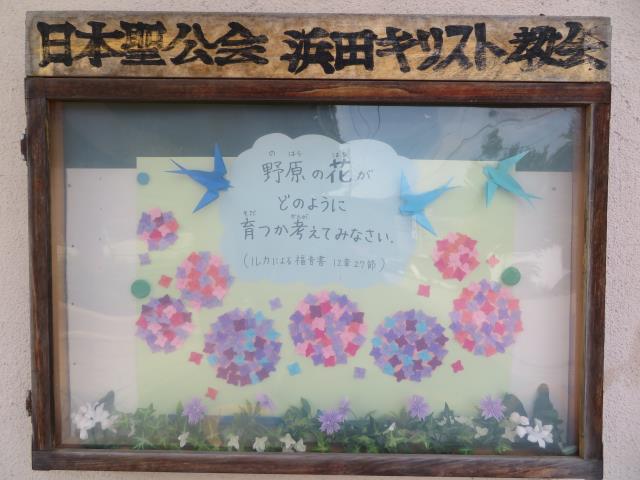 日本聖公会 浜田キリスト教会
野原の花が
どのように
育つか考えてみなさい.
(ルカによる福音書 12章27節)